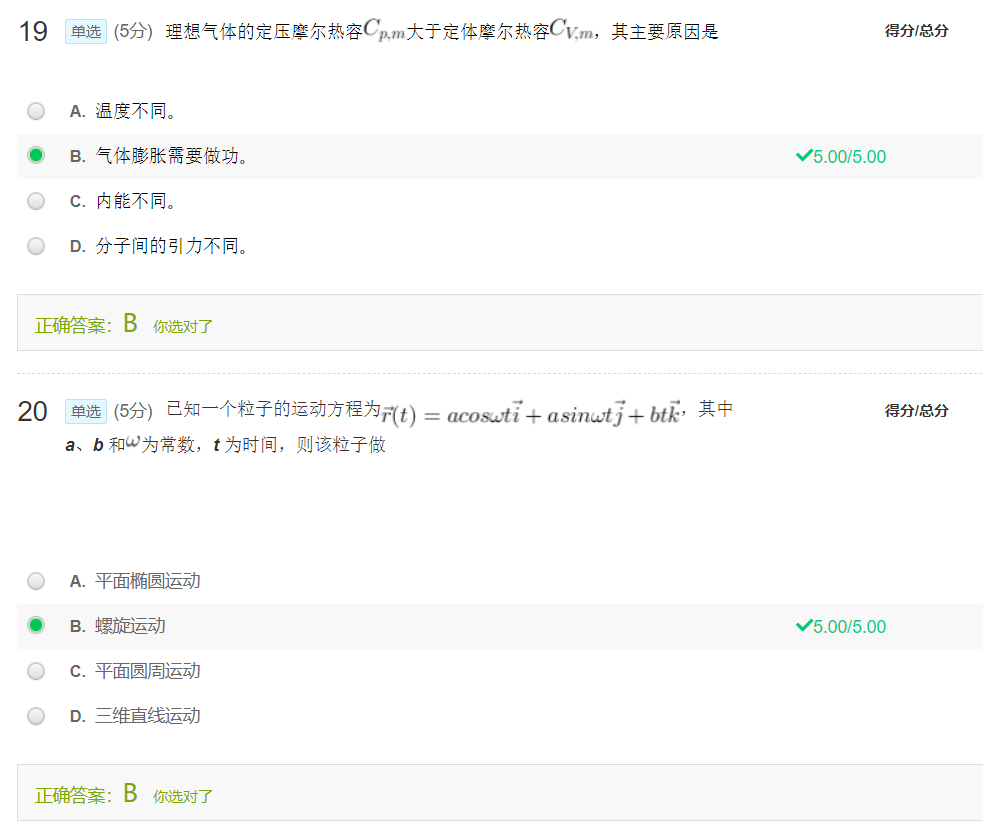 19 单选 (5分) 理想气体的定压摩尔热容$C_{p,m}$大于定体摩尔热容$C_{V,m}$，其主要原因是 得分/总分
A. 温度不同。
B. 气体膨胀需要做功。 ✔5.00/5.00
C. 内能不同。
D. 分子间的引力不同。
正确答案：B 你选对了
20 单选 (5分) 已知一个粒子的运动方程为$\vec{r}(t) = acos\omega t\vec{i} + asin\omega t\vec{j} + bt\vec{k}$，其中 得分/总分
a、b 和ω为常数，t 为时间，则该粒子做
A. 平面椭圆运动
B. 螺旋运动 ✔5.00/5.00
C. 平面圆周运动
D. 三维直线运动
正确答案：B 你选对了